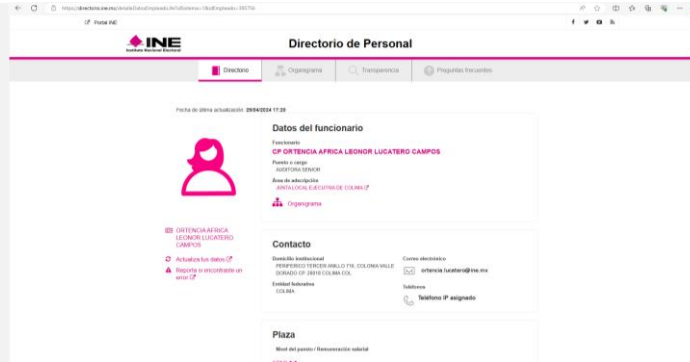 Portal INE
INE
Instituto Nacional Electoral
Directorio de Personal
Directorio
Organigrama
Transparencia
Preguntas frecuentes
Fecha de última actualización: 29/04/2024 17:20
Datos del funcionario
Funcionario
CP ORTENCIA AFRICA LEONOR LUCATERO CAMPOS
Puesto o cargo
AUDITORA SENIOR
Área de adscripción
JUNTA LOCAL EJECUTIVA DE COLIMA
Organigrama
ORTENCIA AFRICA
LEONOR LUCATERO
CAMPOS
Actualiza tus datos
Reporta si encontraste un
error
Contacto
Domicilio institucional
PERIFERICO TERCER ANILLO 710, COLONIA VALLE
DORADO CP. 28018 COLIMA COL.
Entidad federativa
COLIMA
Correo electrónico
ortencia.lucatero@ine.mx
Teléfonos
Teléfono IP asignado
Plaza
Nivel del puesto / Remuneración salarial